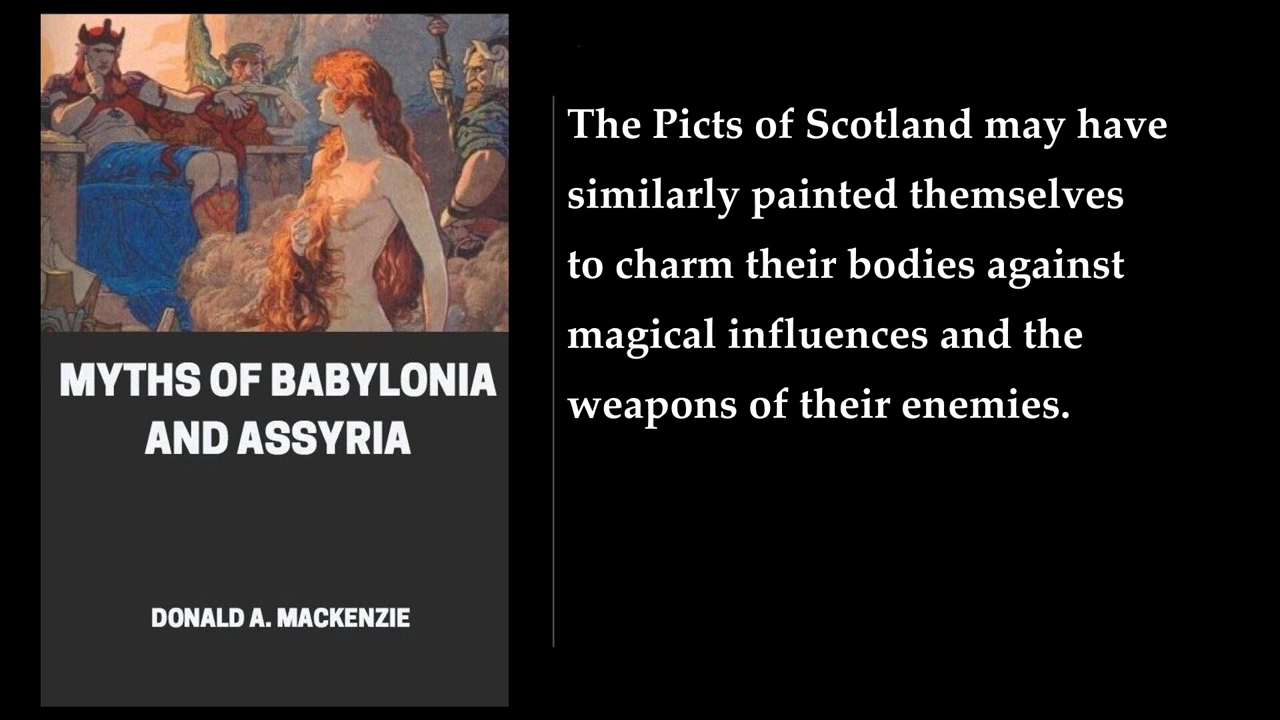 MYTHS OF BABYLONIA
AND ASSYRIA
DONALD A. MACKENZIE
The Picts of Scotland may have
similarly painted themselves
to charm their bodies against
magical influences and the
weapons of their enemies.